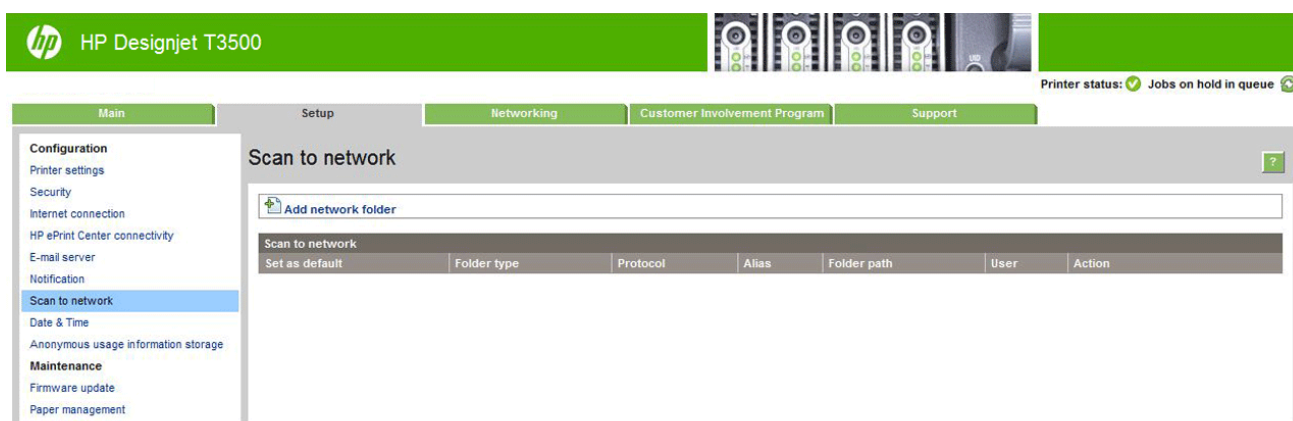 hp HP Designjet T3500
UID
Printer status: Jobs on hold in queue
Main Setup Networking Customer Involvement Program Support
Configuration
Printer settings
Security
Internet connection
HP ePrint Center connectivity
E-mail server
Notification
Scan to network
Date & Time
Anonymous usage information storage
Maintenance
Firmware update
Paper management
Scan to network
?
Add network folder
Scan to network
Set as default Folder type Protocol Alias Folder path User Action